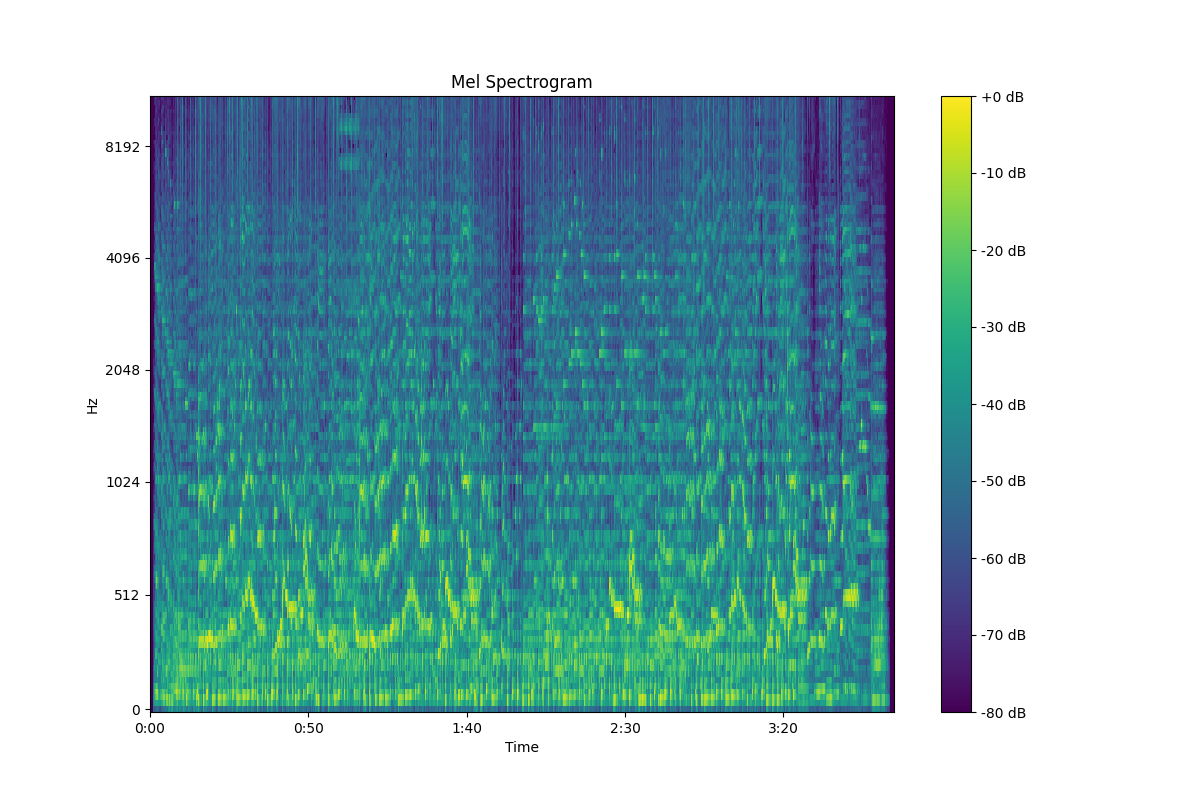 Mel Spectrogram
+0 dB
8192
-10 dB
-20 dB
4096
-30 dB
2048
Hz
-40 dB
1024
-50 dB
-60 dB
512
-70 dB
0
-80 dB
0:00
0:50
1:40
2:30
3:20
Time